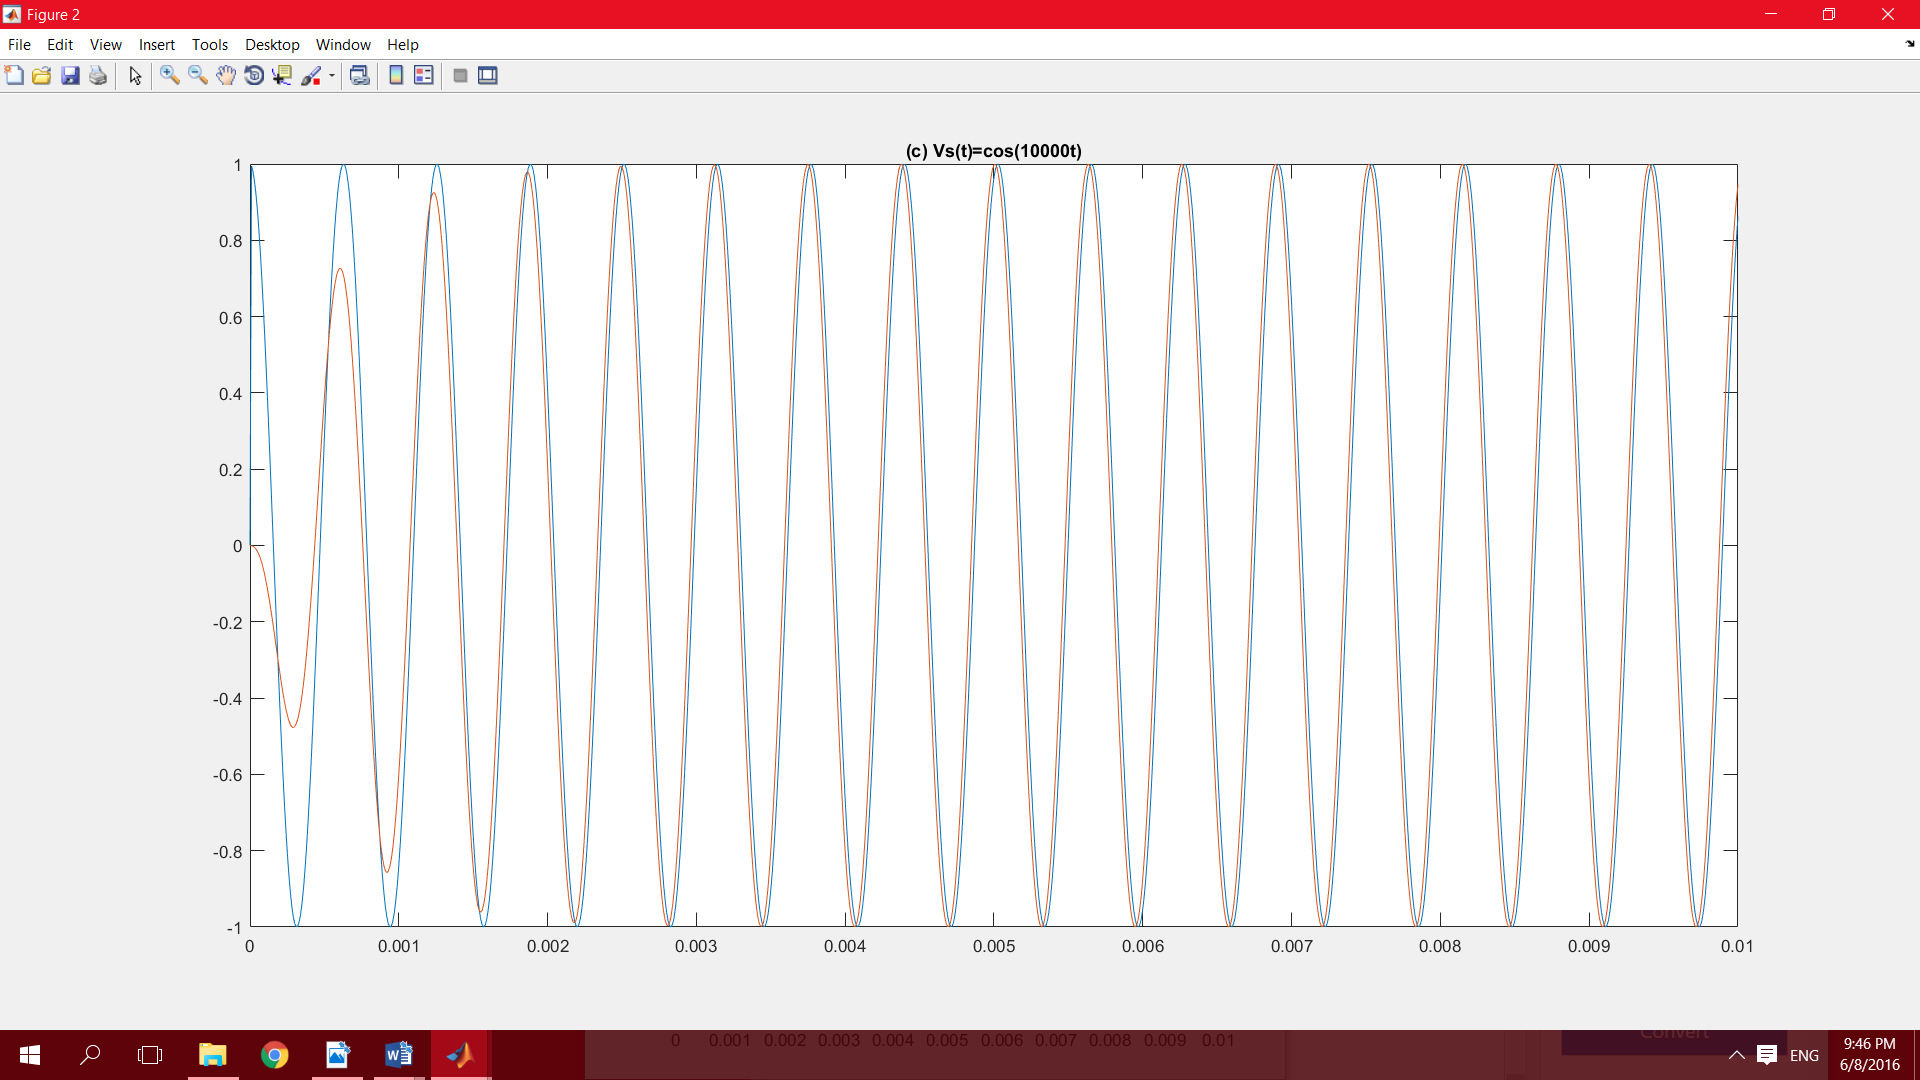 Figure 2
File Edit View Insert Tools Desktop Window Help
(c) Vs(t)=cos(10000t)
1
0.8
0.6
0.4
0.2
0
-0.2
-0.4
-0.6
-0.8
-1
0 0.001 0.002 0.003 0.004 0.005 0.006 0.007 0.008 0.009 0.01
0 0.001 0.002 0.003 0.004 0.005 0.006 0.007 0.008 0.009 0.01
Convert
ENG
9:46 PM
6/8/2016